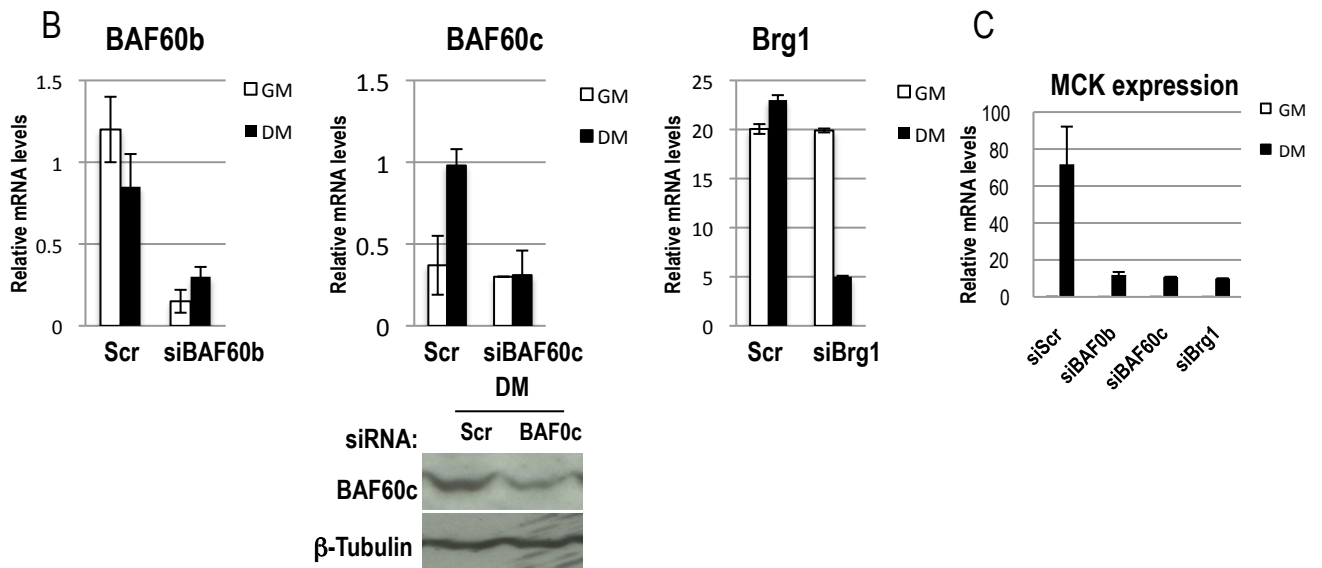 B
BAF60b
Relative mRNA levels
1.5
1
0.5
0
GM
DM
Scr siBAF60b
BAF60c
Relative mRNA levels
1.5
1
0.5
0
GM
DM
Scr siBAF60c
Brg1
Relative mRNA levels
25
20
15
10
5
0
GM
DM
Scr siBrg1
DM
siRNA: Scr BAF0c
BAF60c
β-Tubulin
C
MCK expression
Relative mRNA levels
100
80
60
40
20
0
GM
DM
siScr
siBAF0b
siBAF60c
siBrg1